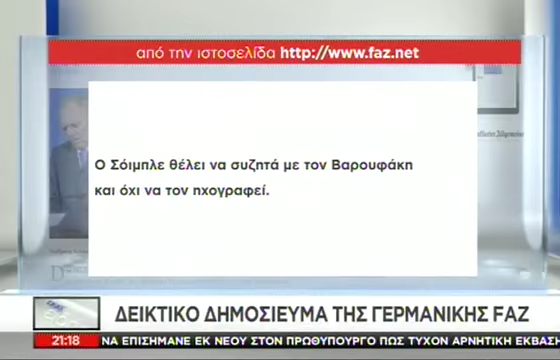 από την ιστοσελίδα http://www.faz.net
Ο Σόιμπλε θέλει να συζητά με τον Βαρουφάκη
και όχι να τον ηχογραφεί.
ΔΕΙΚΤΙΚΟ ΔΗΜΟΣΙΕΥΜΑ ΤΗΣ ΓΕΡΜΑΝΙΚΗΣ FAZ
21:18 ΝΑ ΕΠΙΣΗΜΑΝΕ ΕΚ ΝΕΟΥ ΣΤΟΝ ΠΡΩΘΥΠΟΥΡΓΟ ΠΩΣ ΤΥΧΟΝ ΑΡΝΗΤΙΚΗ ΕΚΒΑΣ